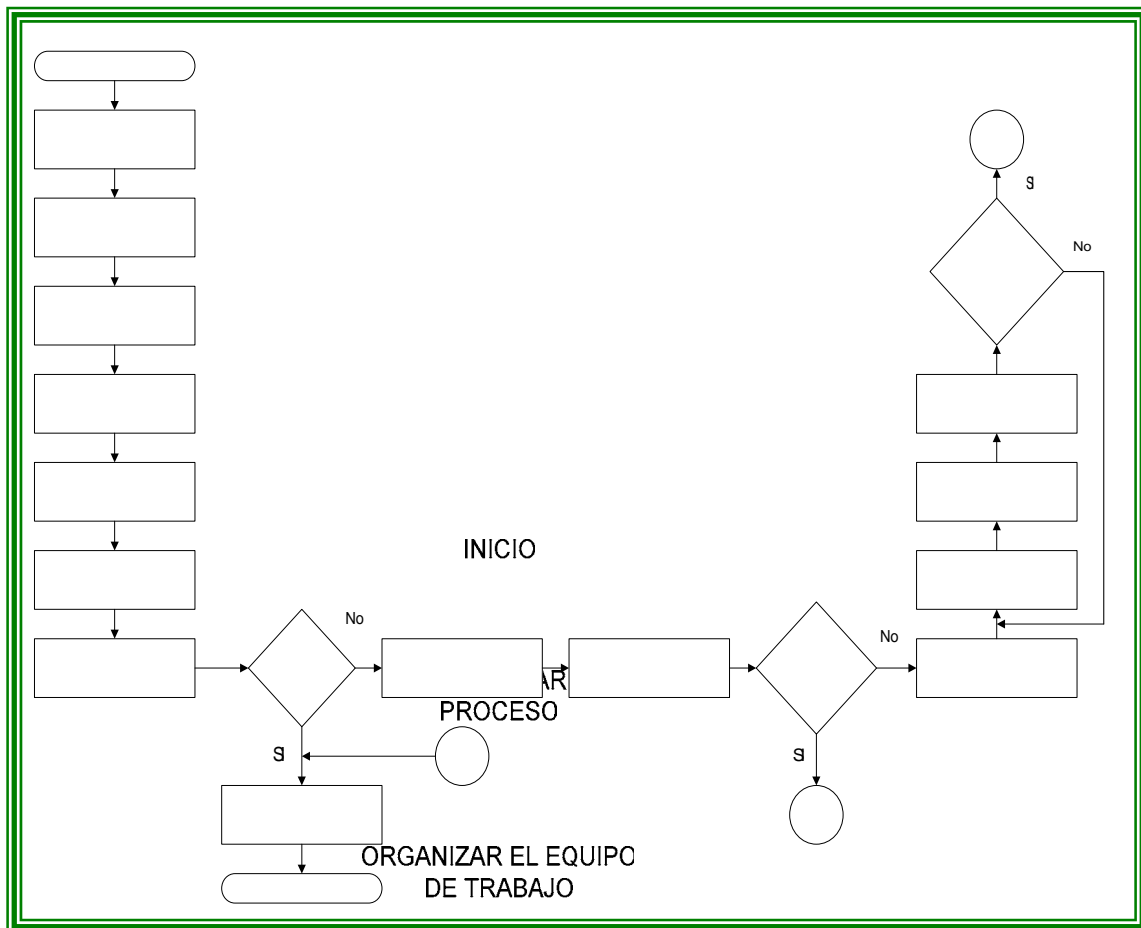 SI
No
INICIO
No
No
AR
PROCESO
SI
SI
ORGANIZAR EL EQUIPO
DE TRABAJO